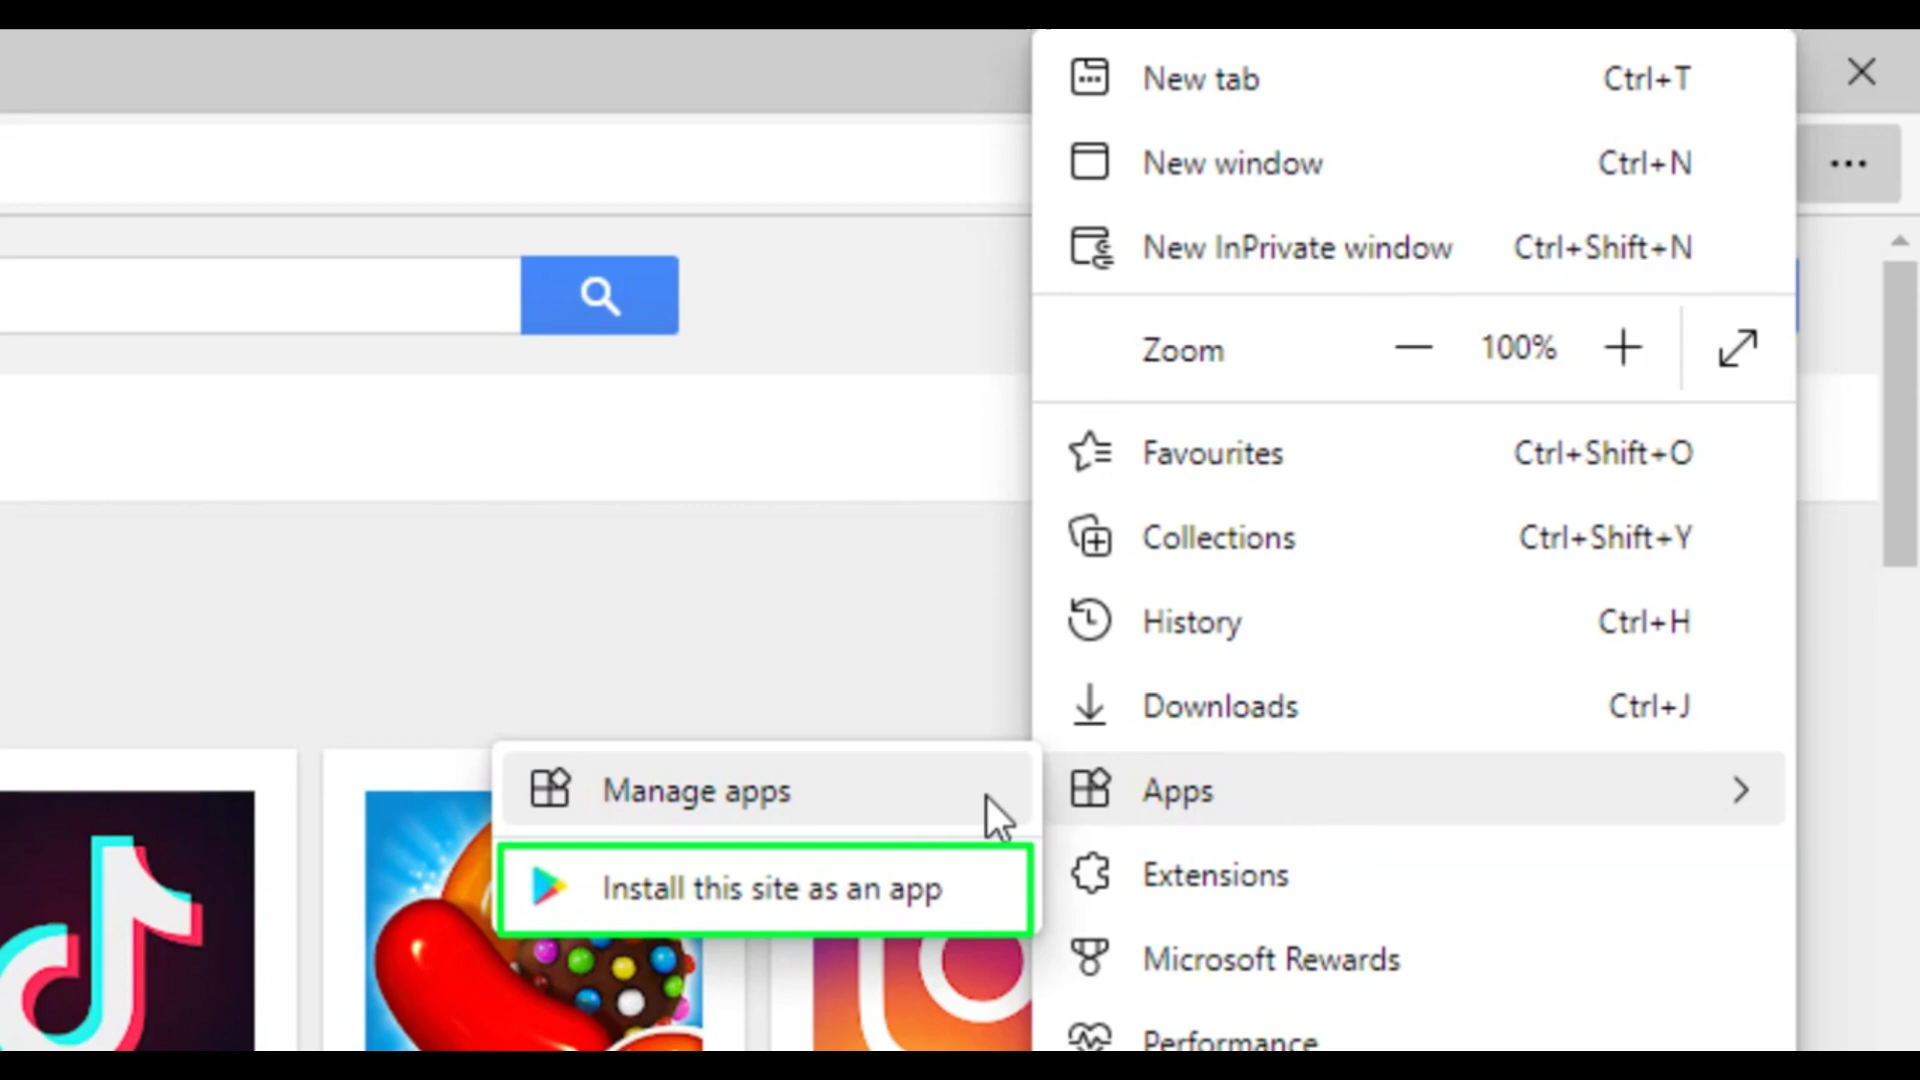 New tab Ctrl+T
New window Ctrl+N
New InPrivate window Ctrl+Shift+N
Zoom 100%
Favourites Ctrl+Shift+O
Collections Ctrl+Shift+Y
History Ctrl+H
Downloads Ctrl+J
Apps
Manage apps
Install this site as an app
Extensions
Microsoft Rewards
Performance